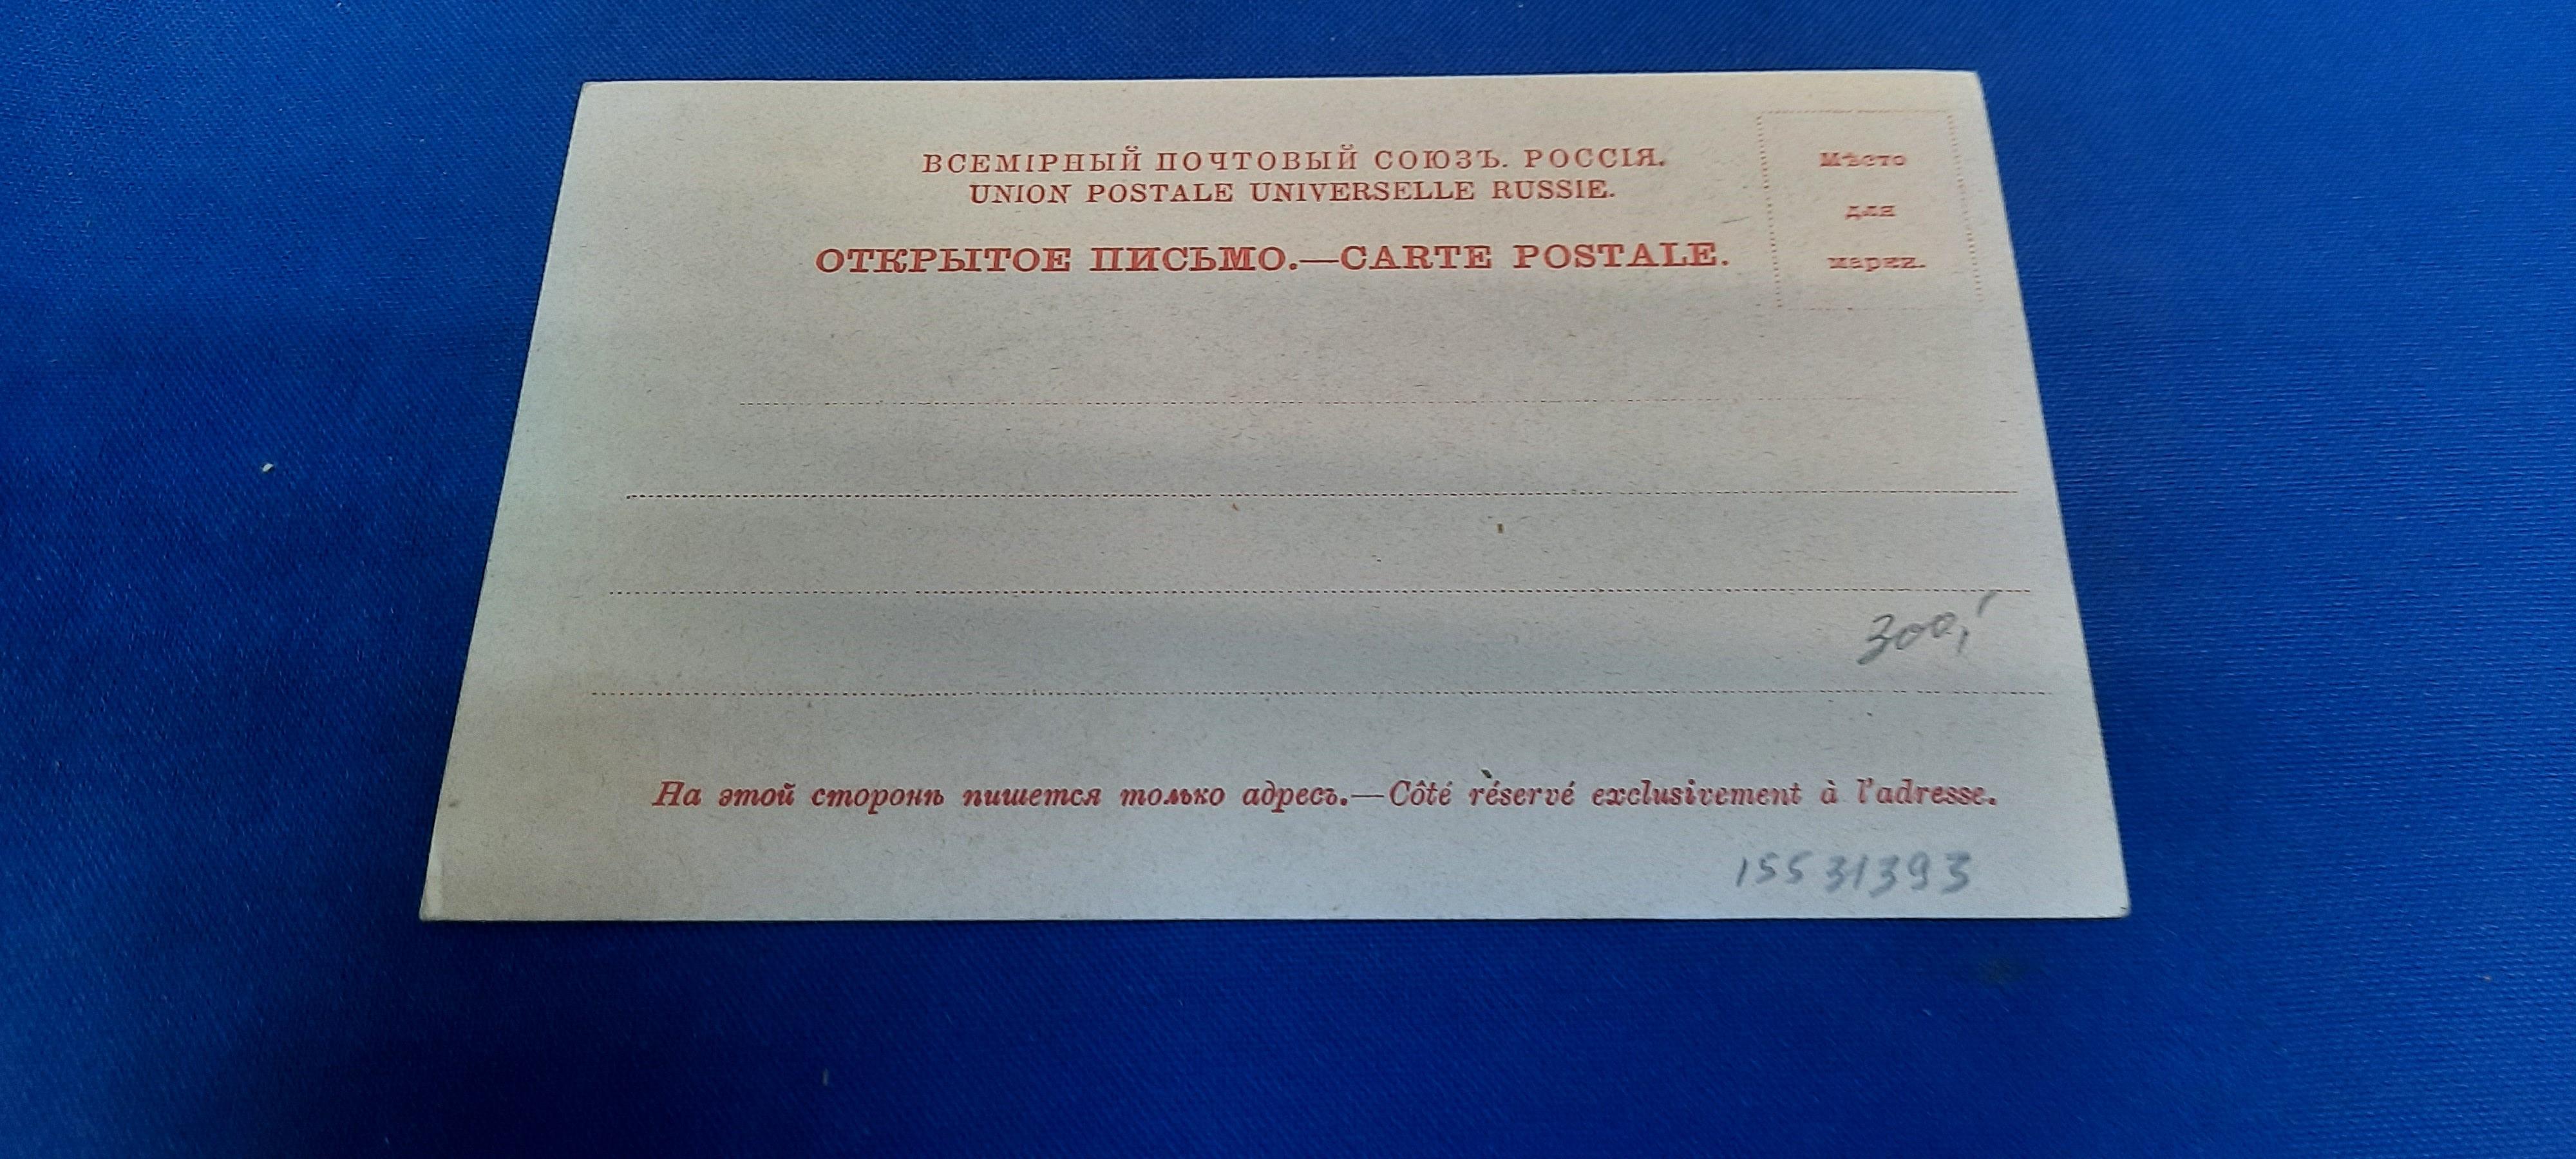 ВСЕМІРНЫЙ ПОЧТОВЫЙ СОЮЗЪ. РОССІЯ.
UNION POSTALE UNIVERSELLE RUSSIE.
ОТКРЫТОЕ ПИСЬМО.—CARTE POSTALE.
Мѣсто
для
марки.
300,-
На этой сторонѣ пишется только адресъ.—Côté réservé exclusivement à l'adresse.
15531393